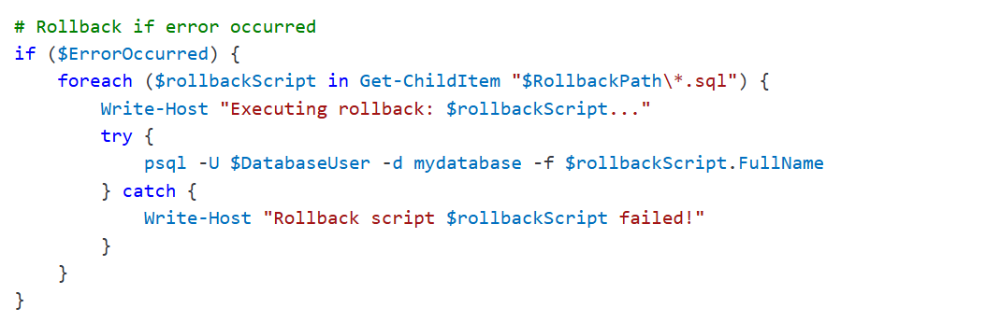 # Rollback if error occurred
if ($ErrorOccurred) {
    foreach ($rollbackScript in Get-ChildItem "$RollbackPath\*.sql") {
        Write-Host "Executing rollback: $rollbackScript..."
        try {
            psql -U $DatabaseUser -d mydatabase -f $rollbackScript.FullName
        } catch {
            Write-Host "Rollback script $rollbackScript failed!"
        }
    }
}